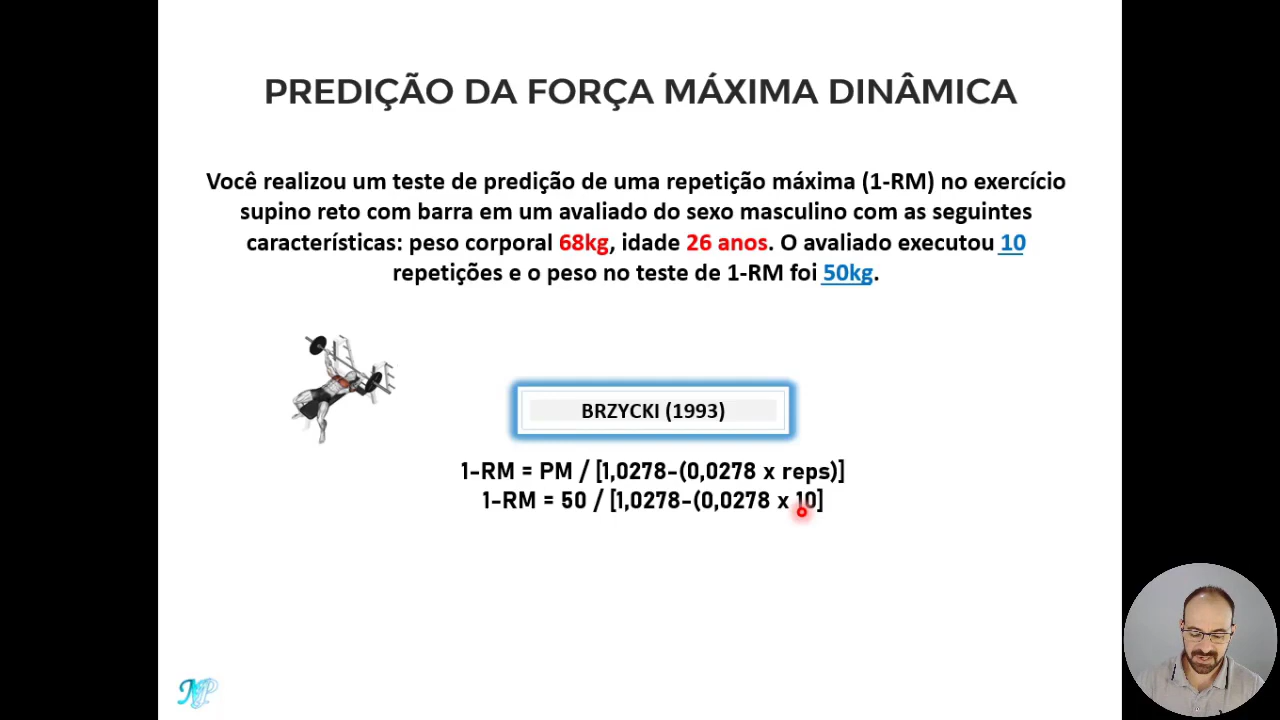 PREDIÇÃO DA FORÇA MÁXIMA DINÂMICA
Você realizou um teste de predição de uma repetição máxima (1-RM) no exercício
supino reto com barra em um avaliado do sexo masculino com as seguintes
características: peso corporal 68kg, idade 26 anos. O avaliado executou 10
repetições e o peso no teste de 1-RM foi 50kg.
BRZYCKI (1993)
1-RM = PM / [1,0278-(0,0278 x reps)]
1-RM = 50 / [1,0278-(0,0278 x 10]